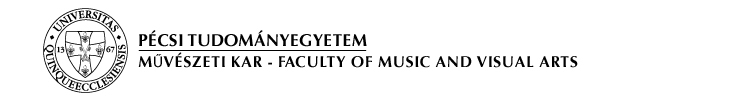 UNIVERSITAS
QUINQUEECCLESIENSIS
13 67
PÉCSI TUDOMÁNYEGYETEM
MŰVÉSZETI KAR - FACULTY OF MUSIC AND VISUAL ARTS